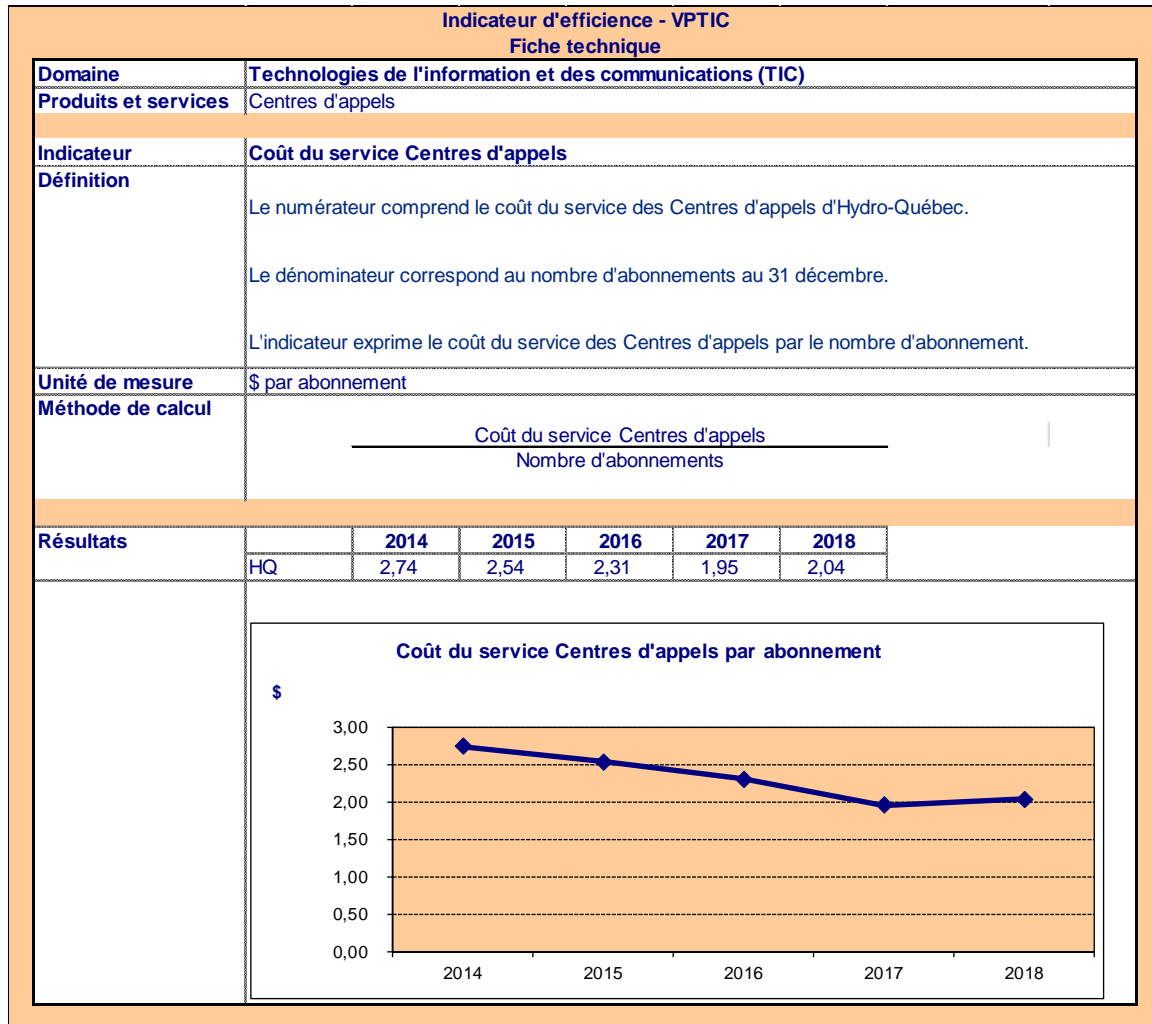 Indicateur d'efficience - VPTIC
Fiche technique
Domaine Technologies de l'information et des communications (TIC)
Produits et services Centres d'appels
Indicateur Coût du service Centres d'appels
Définition
Le numérateur comprend le coût du service des Centres d'appels d'Hydro-Québec.
Le dénominateur correspond au nombre d'abonnements au 31 décembre.
L'indicateur exprime le coût du service des Centres d'appels par le nombre d'abonnement.
Unité de mesure $ par abonnement
Méthode de calcul
Coût du service Centres d'appels
Nombre d'abonnements
Résultats 2014 2015 2016 2017 2018
HQ 2,74 2,54 2,31 1,95 2,04
Coût du service Centres d'appels par abonnement
$
3,00
2,50
2,00
1,50
1,00
0,50
0,00
2014 2015 2016 2017 2018